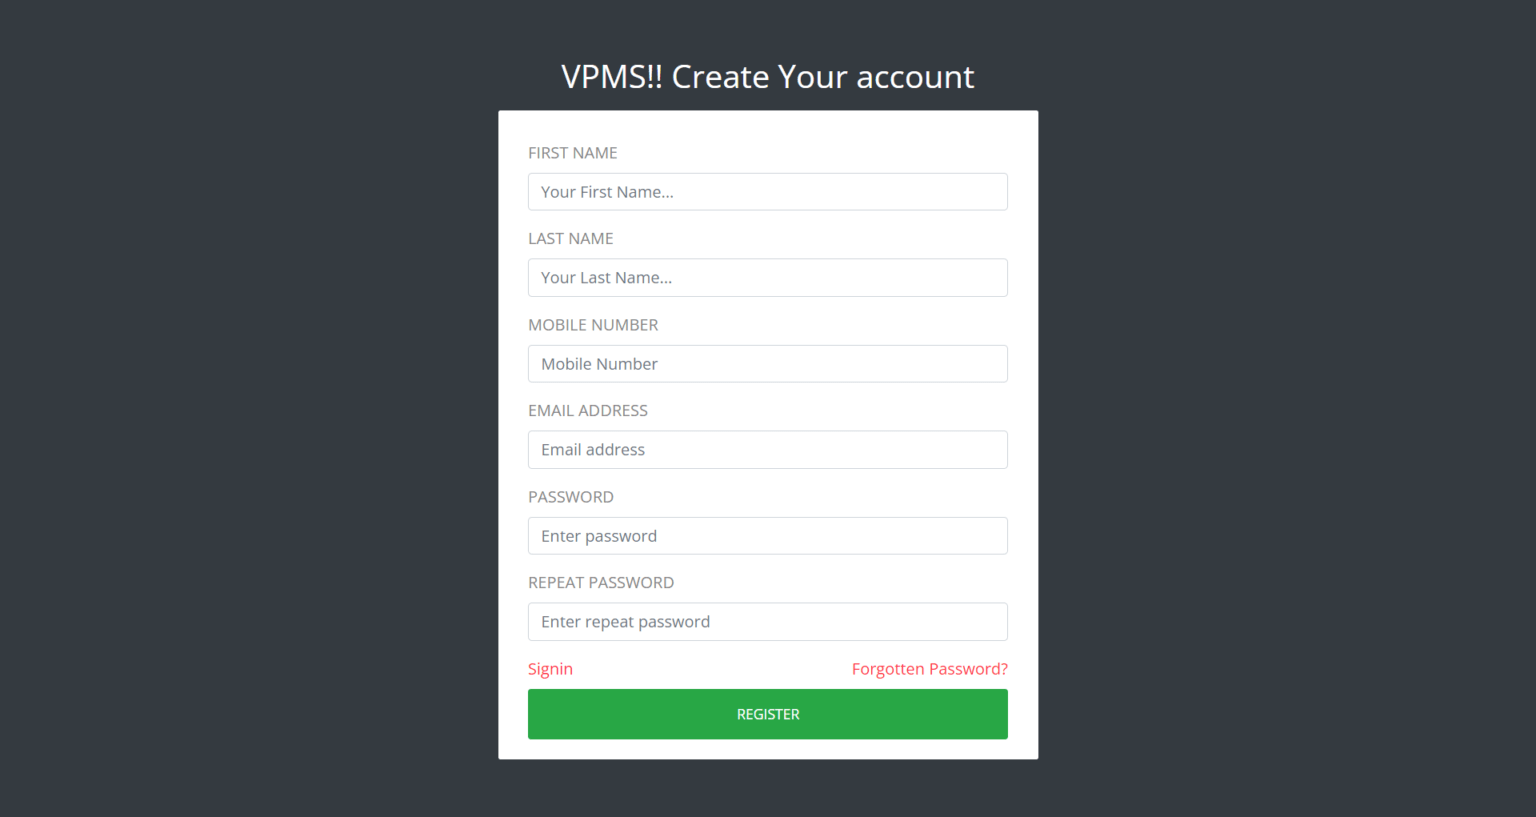 VPMS!! Create Your account
FIRST NAME
Your First Name...
LAST NAME
Your Last Name...
MOBILE NUMBER
Mobile Number
EMAIL ADDRESS
Email address
PASSWORD
Enter password
REPEAT PASSWORD
Enter repeat password
Signin Forgotten Password?
REGISTER